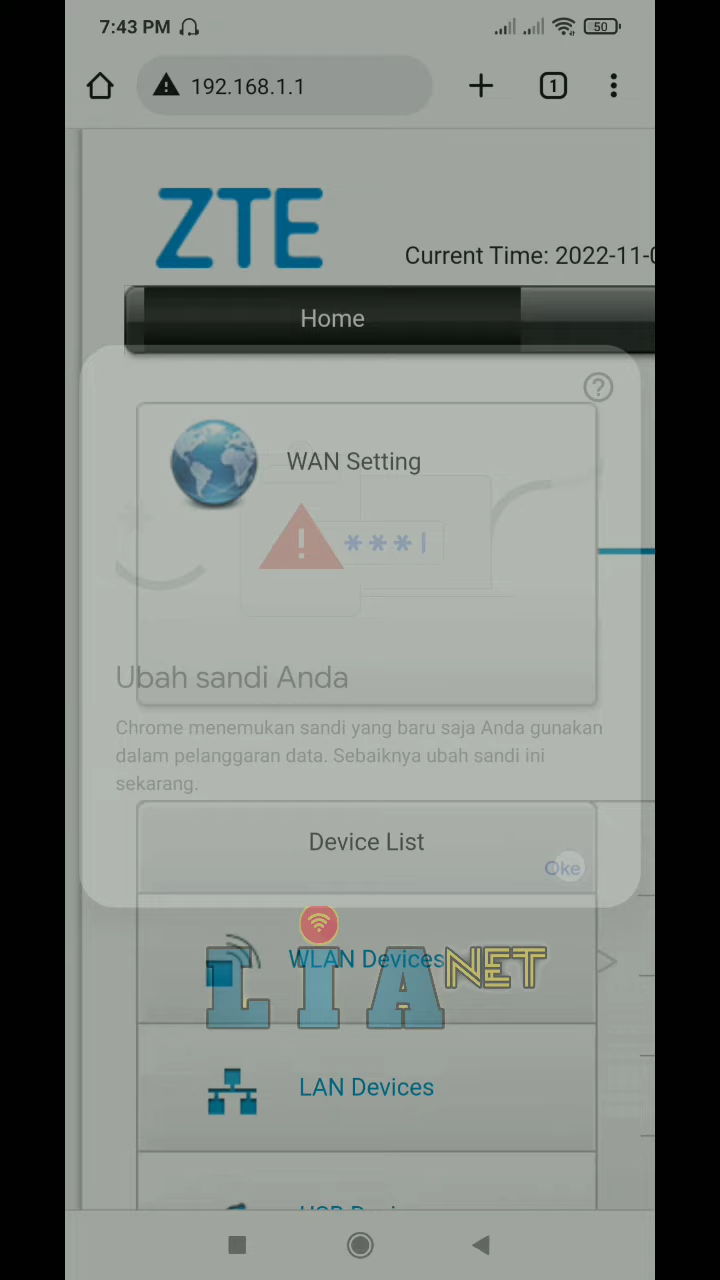 7:43 PM
50
192.168.1.1
1
ZTE
Current Time: 2022-11-0
Home
WAN Setting
***
Ubah sandi Anda
Chrome menemukan sandi yang baru saja Anda gunakan
dalam pelanggaran data. Sebaiknya ubah sandi ini
sekarang.
Device List
Oke
WLAN Devices
LIA NET
LAN Devices